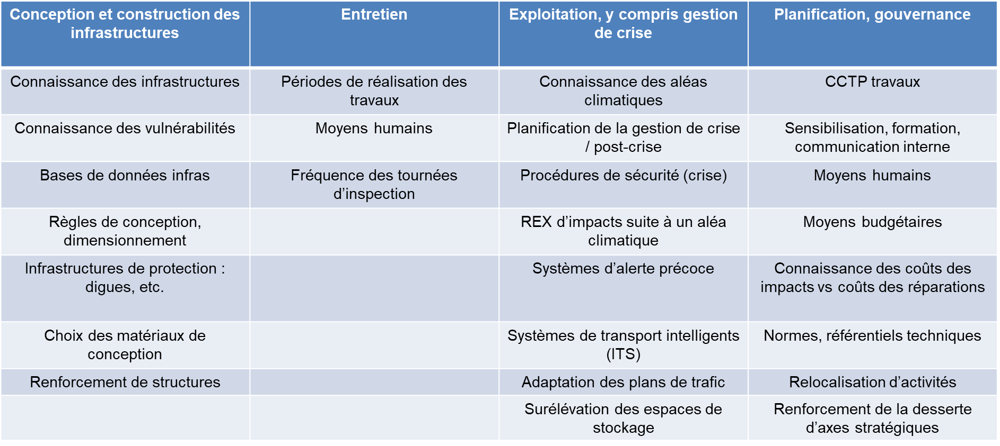 Conception et construction des
infrastructures
Entretien
Exploitation, y compris gestion
de crise
Planification, gouvernance
Connaissance des infrastructures
Périodes de réalisation des
travaux
Connaissance des aléas
climatiques
CCTP travaux
Connaissance des vulnérabilités
Moyens humains
Planification de la gestion de crise
/ post-crise
Sensibilisation, formation,
communication interne
Bases de données infras
Fréquence des tournées
d’inspection
Procédures de sécurité (crise)
Moyens humains
Règles de conception,
dimensionnement
REX d’impacts suite à un aléa
climatique
Moyens budgétaires
Infrastructures de protection :
digues, etc.
Systèmes d’alerte précoce
Connaissance des coûts des
impacts vs coûts des réparations
Choix des matériaux de
conception
Systèmes de transport intelligents
(ITS)
Normes, référentiels techniques
Renforcement de structures
Adaptation des plans de trafic
Relocalisation d’activités
Surélévation des espaces de
stockage
Renforcement de la desserte
d’axes stratégiques